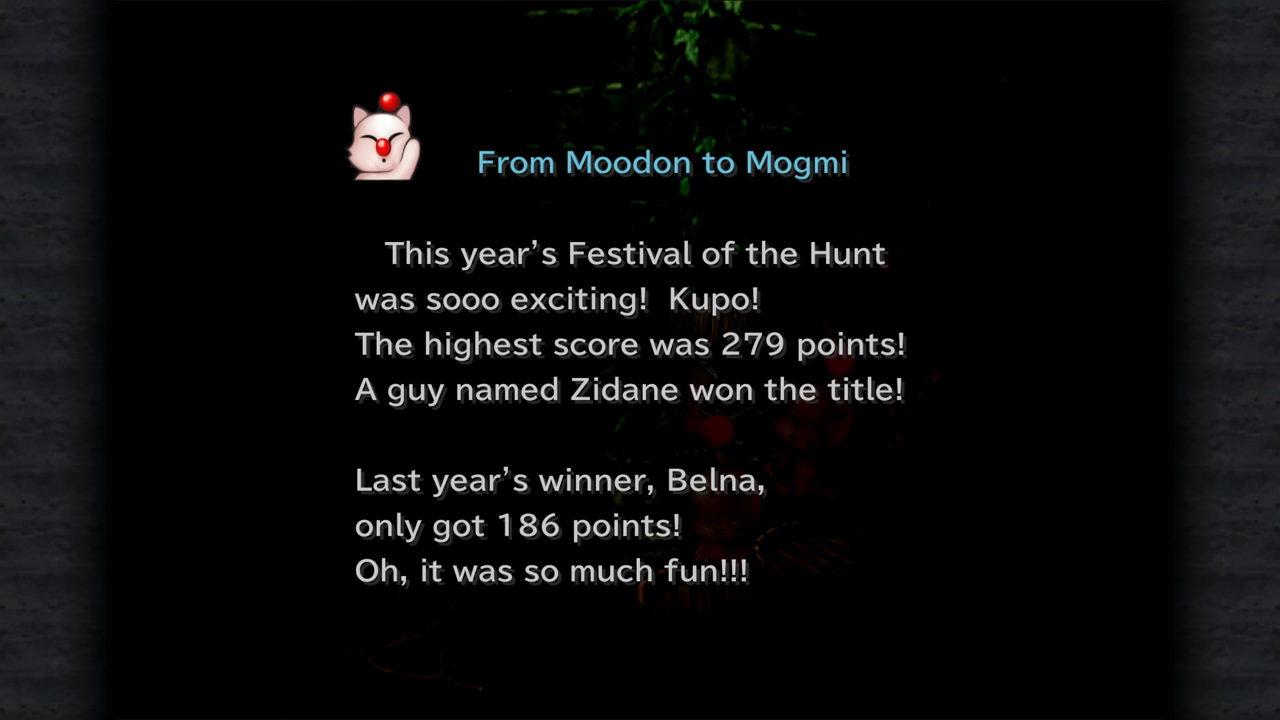 From Moodon to Mogmi
This year’s Festival of the Hunt
was sooo exciting!  Kupo!
The highest score was 279 points!
A guy named Zidane won the title!
Last year’s winner, Belna,
only got 186 points!
Oh, it was so much fun!!!